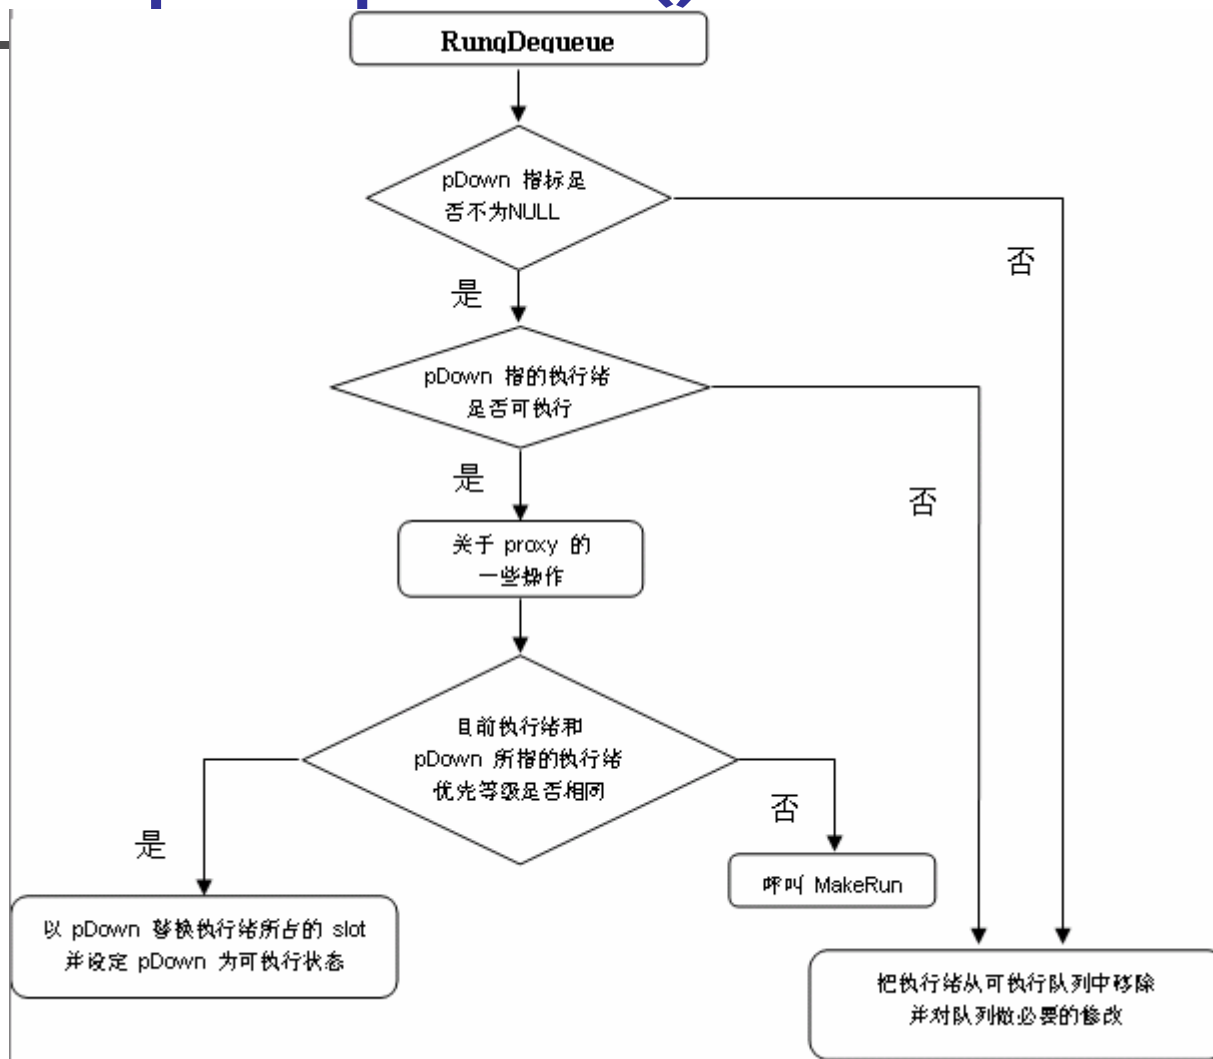 RunqDequeue
pDown 指标是
否不为NULL
否
是
pDown 指的执行绪
是否可执行
是
否
关于 proxy 的
一些操作
目前执行绪和
pDown 所指的执行绪
优先等级是否相同
否
是
呼叫 MakeRun
以 pDown 替换执行绪所占的 slot
并设定 pDown 为可执行状态
把执行绪从可执行队列中移除
并对队列做必要的修改